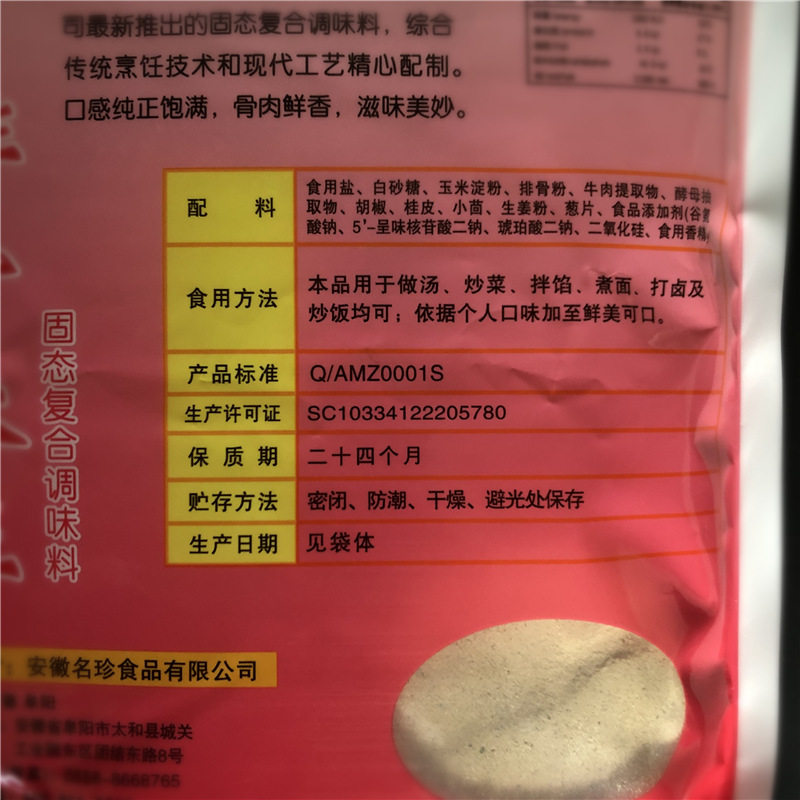 司最新推出的固态复合调味料，综合
传统烹饪技术和现代工艺精心配制。
口感纯正饱满，骨肉鲜香，滋味美妙。
配 料
食用盐、白砂糖、玉米淀粉、排骨粉、牛肉提取物、酵母抽
取物、胡椒、桂皮、小茴、生姜粉、葱片、食品添加剂(谷氨
酸钠、5'-呈味核苷酸二钠、琥珀酸二钠、二氧化硅、食用香精)
食用方法
本品用于做汤、炒菜、拌馅、煮面、打卤及
炒饭均可；依据个人口味加至鲜美可口。
产品标准 Q/AMZ0001S
生产许可证 SC10334122205780
保 质 期 二十四个月
贮存方法 密闭、防潮、干燥、避光处保存
生产日期 见袋体
固态复合调味料
安徽名珍食品有限公司
安徽省阜阳市太和县城关
工业园东区团结东路8号